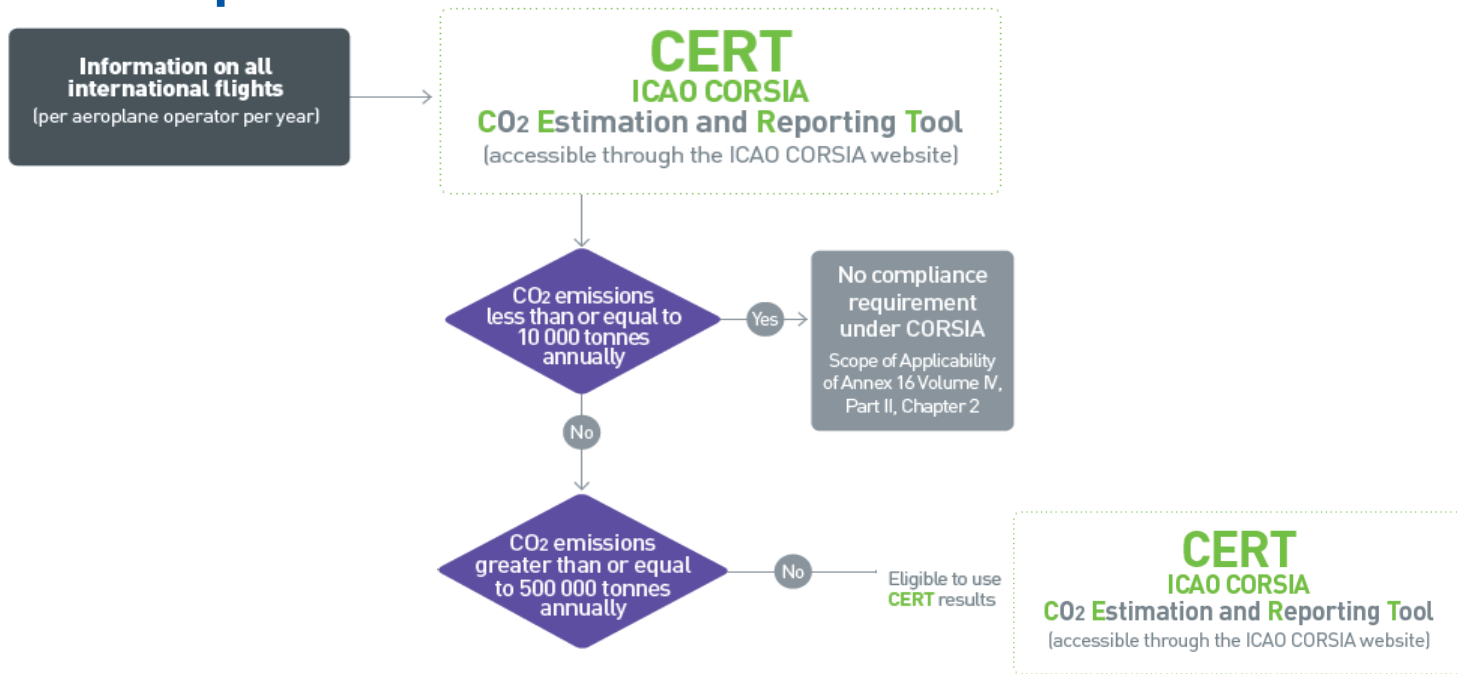 Information on all
international flights
(per aeroplane operator per year)
CERT
ICAO CORSIA
CO2 Estimation and Reporting Tool
(accessible through the ICAO CORSIA website)
CO2 emissions
less than or equal to
10 000 tonnes
annually
Yes
No compliance
requirement
under CORSIA
Scope of Applicability
of Annex 16 Volume IV,
Part II, Chapter 2
No
CO2 emissions
greater than or equal
to 500 000 tonnes
annually
No
Eligible to use
CERT results
CERT
ICAO CORSIA
CO2 Estimation and Reporting Tool
(accessible through the ICAO CORSIA website)